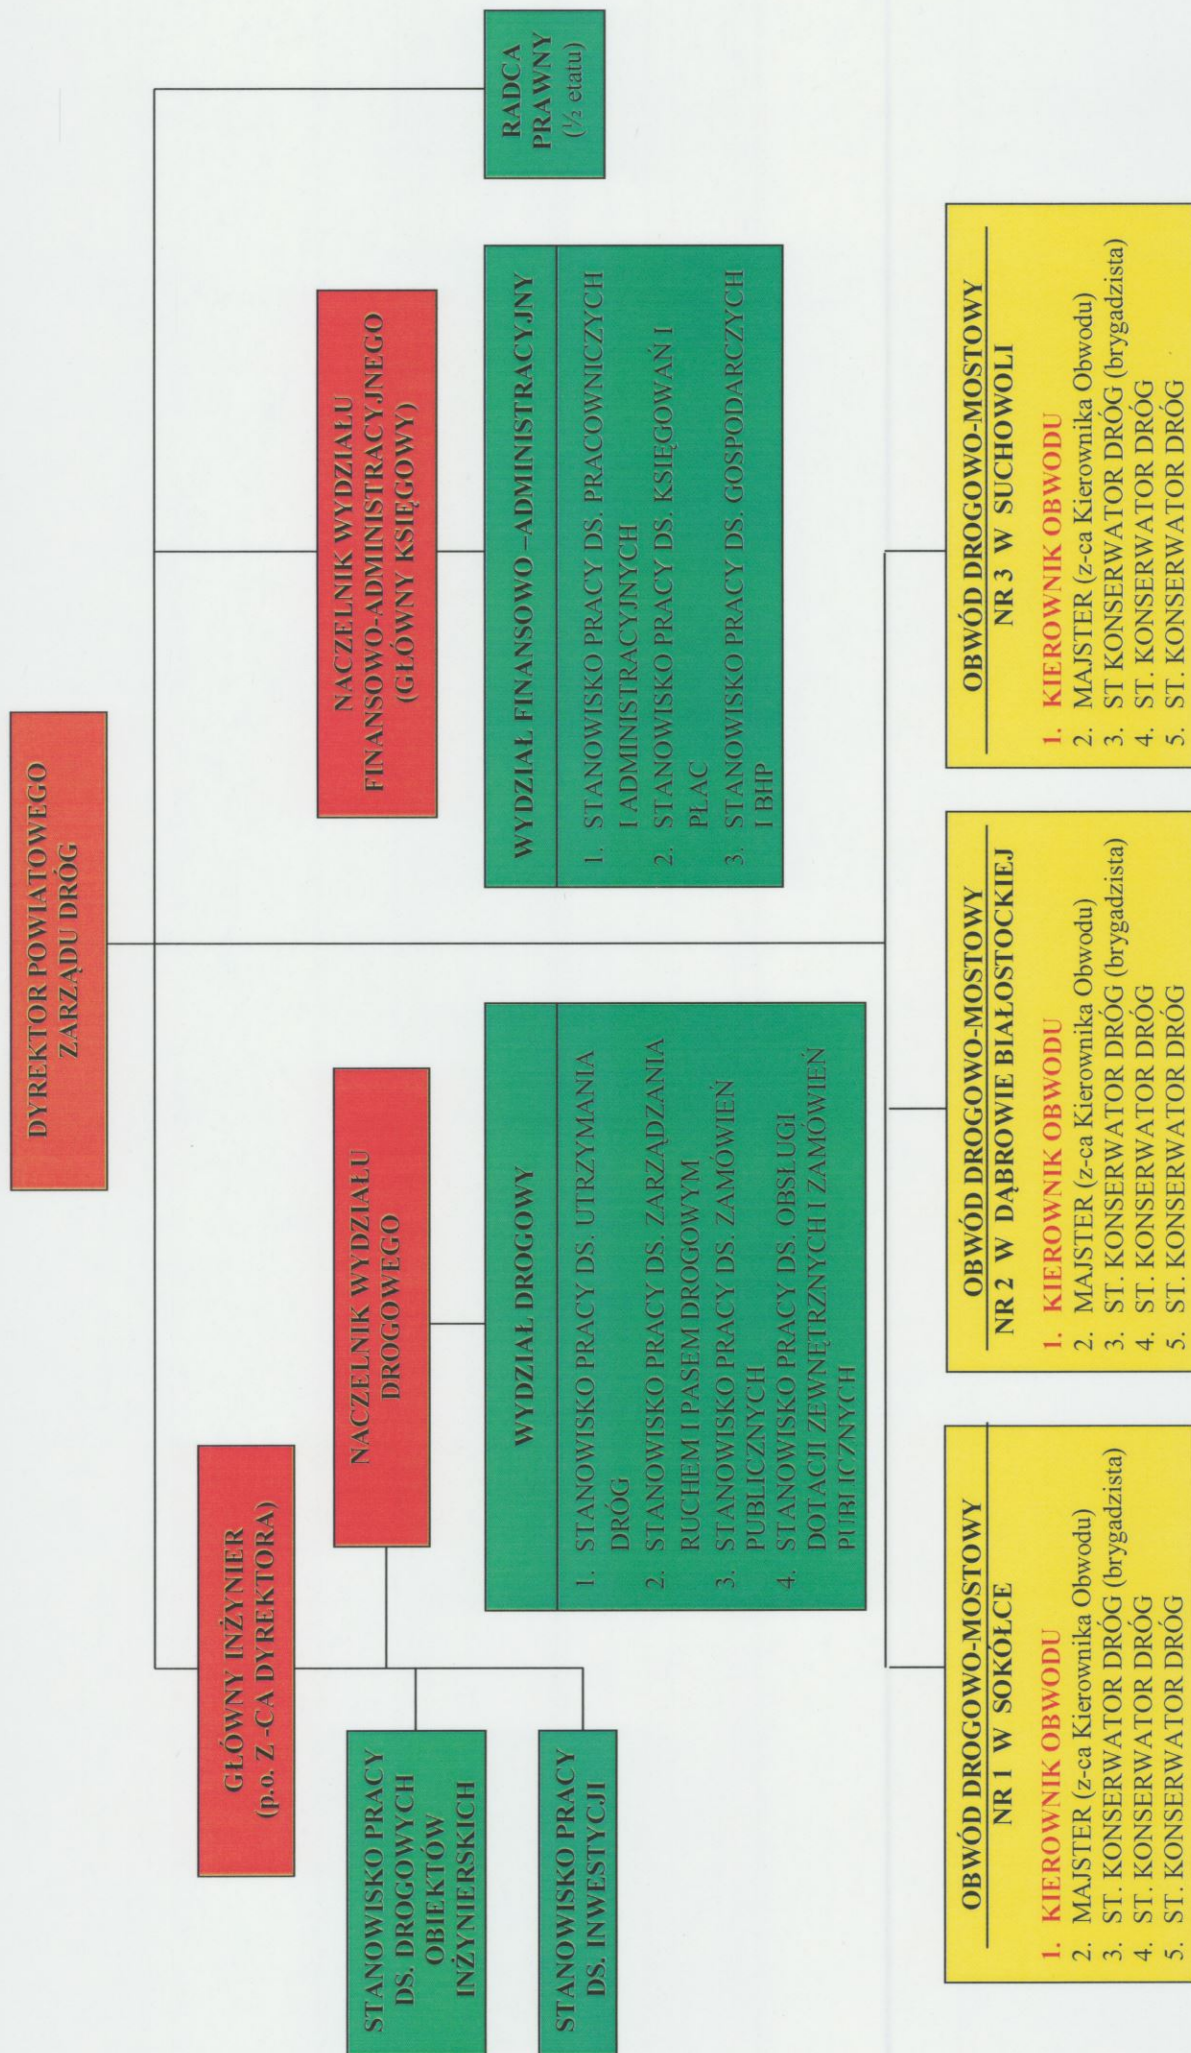 DYREKTOR POWIATOWEGO
ZARZĄDU DRÓG
GŁÓWNY INŻYNIER
(p.o. Z -CA DYREKTORA)
NACZELNIK WYDZIAŁU
DROGOWEGO
NACZELNIK WYDZIAŁU
FINANSOWO-ADMINISTRACYJNEGO
(GŁÓWNY KSIĘGOWY)
RADCA
PRAWNY
(½ etatu)
STANOWISKO PRACY
DS. DROGOWYCH
OBIEKTÓW
INŻYNIERSKICH
STANOWISKO PRACY
DS. INWESTYCJI
WYDZIAŁ DROGOWY
1. STANOWISKO PRACY DS. UTRZYMANIA
DRÓG
2. STANOWISKO PRACY DS. ZARZĄDZANIA
RUCHEM I PASEM DROGOWYM
3. STANOWISKO PRACY DS. ZAMÓWIEŃ
PUBLICZNYCH
4. STANOWISKO PRACY DS. OBSŁUGI
DOTACJI ZEWNĘTRZNYCH I ZAMÓWIEŃ
PUBLICZNYCH
WYDZIAŁ FINANSOWO –ADMINISTRACYJNY
1. STANOWISKO PRACY DS. PRACOWNICZYCH
I ADMINISTRACYJNYCH
2. STANOWISKO PRACY DS. KSIĘGOWAŃ I
PŁAC
3. STANOWISKO PRACY DS. GOSPODARCZYCH
I BHP
OBWÓD DROGOWO-MOSTOWY
NR 1 W SOKÓŁCE
1. KIEROWNIK OBWODU
2. MAJSTER (z-ca Kierownika Obwodu)
3. ST. KONSERWATOR DRÓG (brygadzista)
4. ST. KONSERWATOR DRÓG
5. ST. KONSERWATOR DRÓG
OBWÓD DROGOWO-MOSTOWY
NR 2 W DĄBROWIE BIAŁOSTOCKIEJ
1. KIEROWNIK OBWODU
2. MAJSTER (z-ca Kierownika Obwodu)
3. ST. KONSERWATOR DRÓG (brygadzista)
4. ST. KONSERWATOR DRÓG
5. ST. KONSERWATOR DRÓG
OBWÓD DROGOWO-MOSTOWY
NR 3 W SUCHOWOLI
1. KIEROWNIK OBWODU
2. MAJSTER (z-ca Kierownika Obwodu)
3. ST KONSERWATOR DRÓG (brygadzista)
4. ST. KONSERWATOR DRÓG
5. ST. KONSERWATOR DRÓG